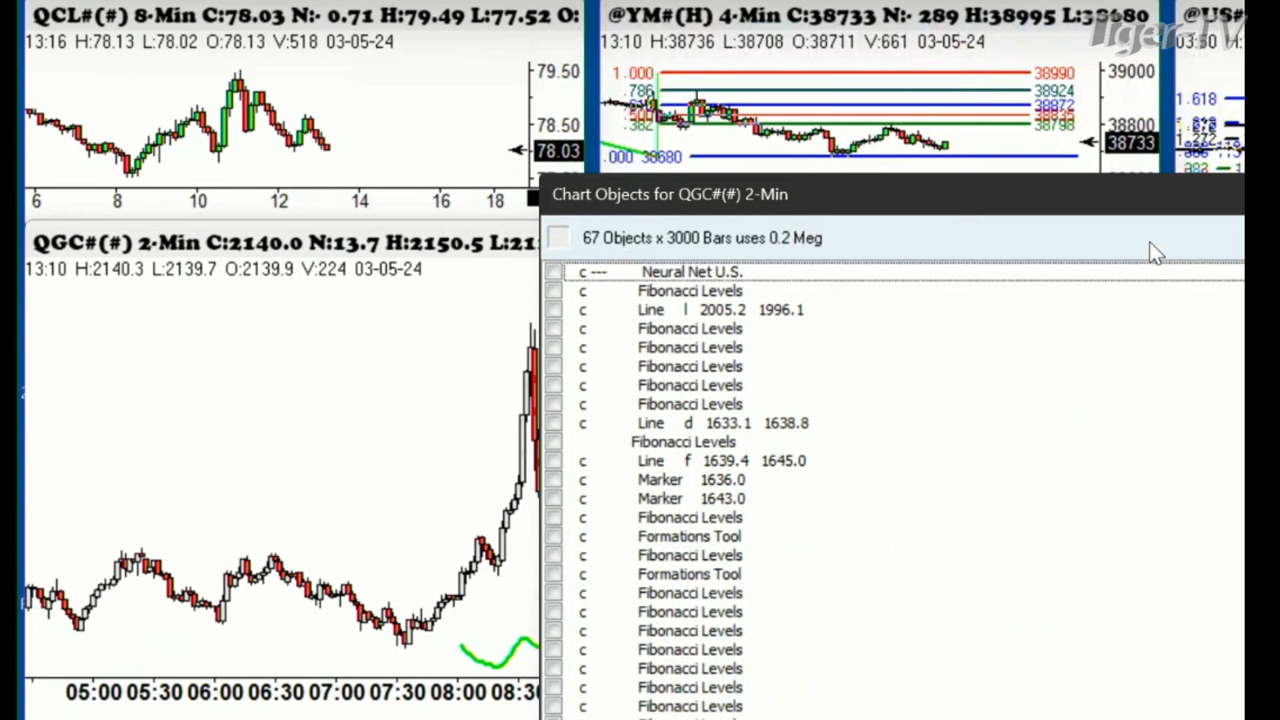 QCL#(#) 8-Min C:78.03 N:- 0.71 H:79.49 L:77.52 O:
13:16 H:78.13 L:78.02 O:78.13 V:518 03-05-24
79.50
78.50
78.03
6 8 10 12 14 16 18
@YM#(H) 4-Min C:38733 N:- 289 H:38995 L:38680
13:10 H:38736 L:38708 O:38711 V:661 03-05-24
1.000 38990
.786 38924
38872
.500
.382 38798
.000 38680
39000
38800
38733
@US#
Tiger-TV
03:50 H:
1.618
QGC#(#) 2-Min C:2140.0 N:13.7 H:2150.5 L:21
13:10 H:2140.3 L:2139.7 O:2139.9 V:224 03-05-24
05:00 05:30 06:00 06:30 07:00 07:30 08:00 08:30
Chart Objects for QGC#(#) 2-Min
67 Objects x 3000 Bars uses 0.2 Meg
c --- Neural Net U.S.
c Fibonacci Levels
c Line l 2005.2 1996.1
c Fibonacci Levels
c Fibonacci Levels
c Fibonacci Levels
c Fibonacci Levels
c Fibonacci Levels
c Line d 1633.1 1638.8
Fibonacci Levels
c Line f 1639.4 1645.0
c Marker 1636.0
c Marker 1643.0
c Fibonacci Levels
c Formations Tool
c Fibonacci Levels
c Formations Tool
c Fibonacci Levels
c Fibonacci Levels
c Fibonacci Levels
c Fibonacci Levels
c Fibonacci Levels
c Fibonacci Levels
c Fibonacci Levels